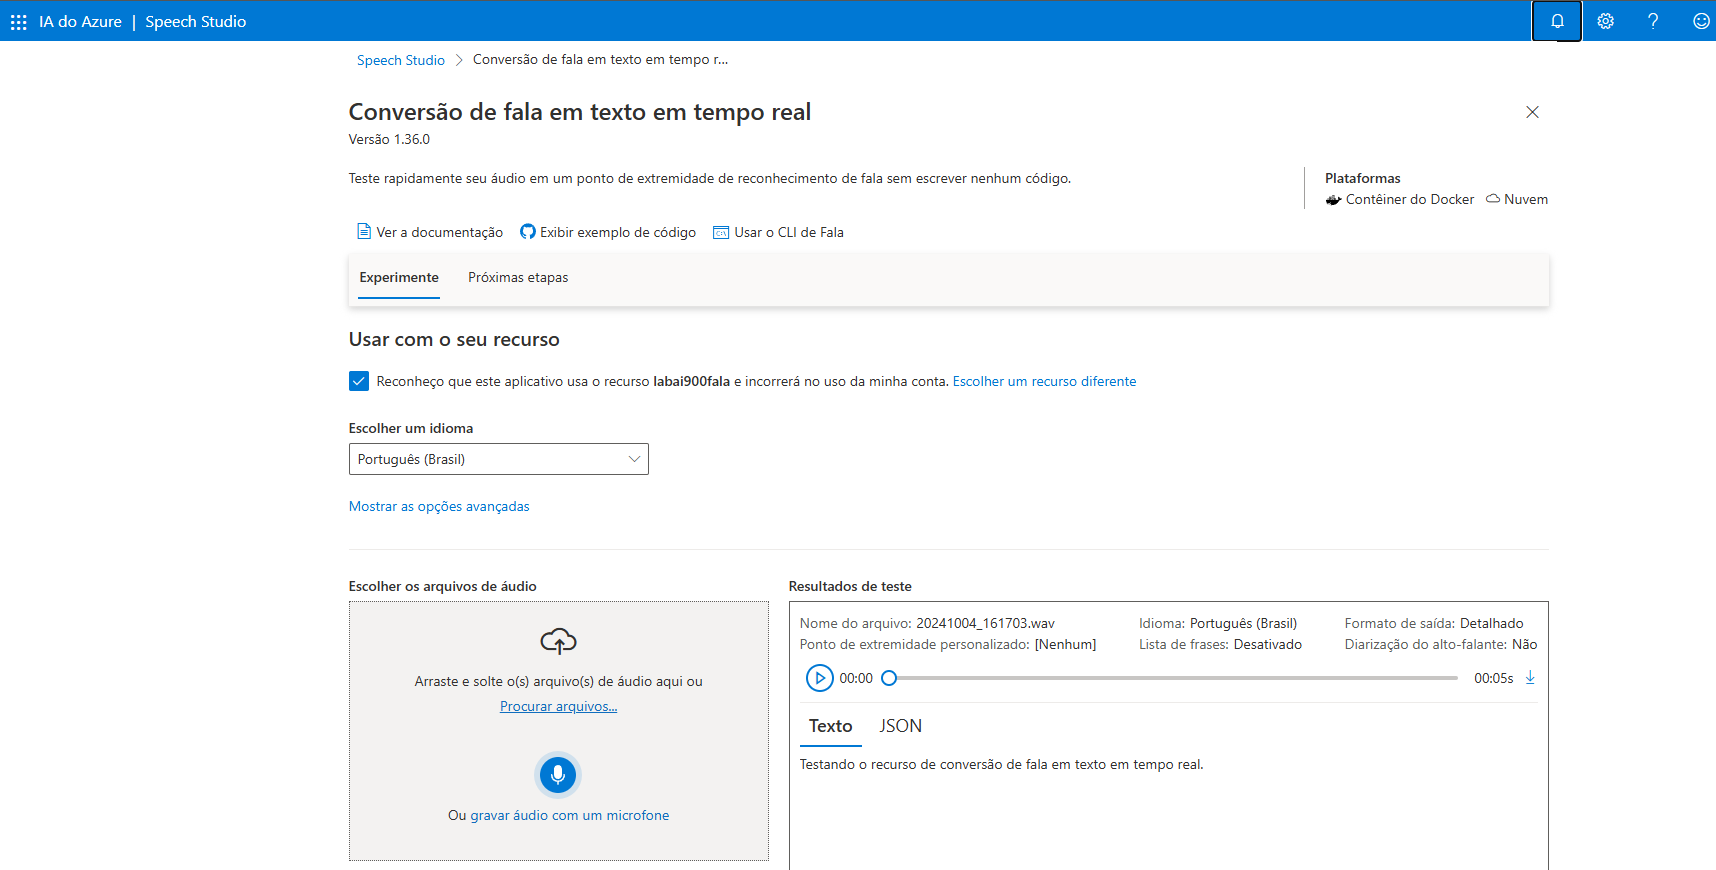 IA do Azure | Speech Studio
Speech Studio > Conversão de fala em texto em tempo r...
Conversão de fala em texto em tempo real
Versão 1.36.0
Teste rapidamente seu áudio em um ponto de extremidade de reconhecimento de fala sem escrever nenhum código.
Plataformas
Contêiner do Docker Nuvem
Ver a documentação Exibir exemplo de código Usar o CLI de Fala
Experimente Próximas etapas
Usar com o seu recurso
Reconheço que este aplicativo usa o recurso labai900fala e incorrerá no uso da minha conta. Escolher um recurso diferente
Escolher um idioma
Português (Brasil)
Mostrar as opções avançadas
Escolher os arquivos de áudio
Arraste e solte o(s) arquivo(s) de áudio aqui ou
Procurar arquivos...
Ou gravar áudio com um microfone
Resultados de teste
Nome do arquivo: 20241004_161703.wav Idioma: Português (Brasil) Formato de saída: Detalhado
Ponto de extremidade personalizado: [Nenhum] Lista de frases: Desativado Diarização do alto-falante: Não
00:00 00:05s
Texto JSON
Testando o recurso de conversão de fala em texto em tempo real.